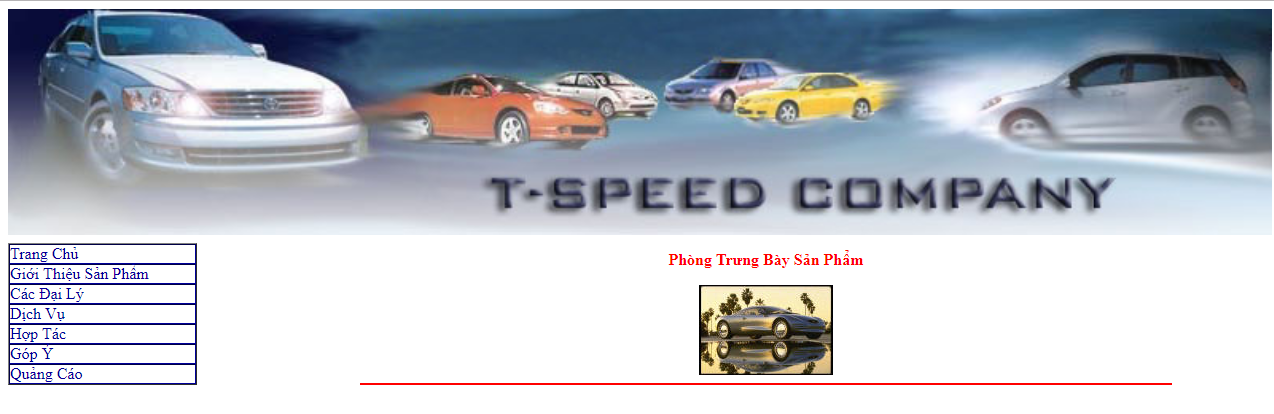 T-SPEED COMPANY
Trang Chủ
Giới Thiệu Sản Phẩm
Các Đại Lý
Dịch Vụ
Hợp Tác
Góp Ý
Quảng Cáo
Phòng Trưng Bày Sản Phẩm